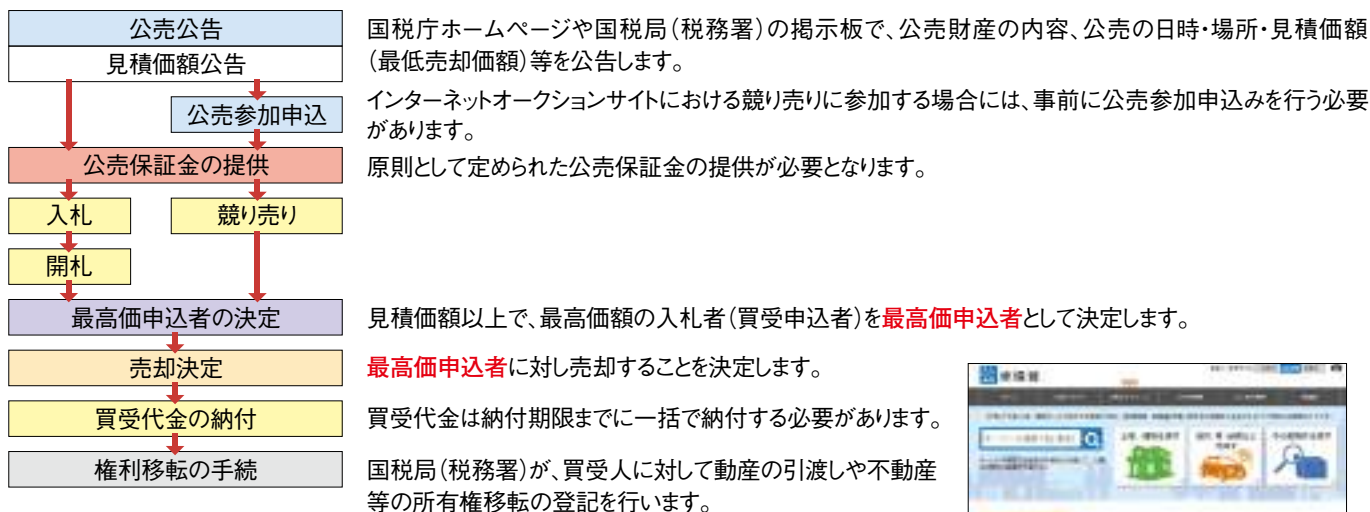 公売公告
国税庁ホームページや国税局(税務署)の掲示板で、公売財産の内容、公売の日時・場所・見積価額
見積価額公告
(最低売却価額)等を公告します。
公売参加申込
インターネットオークションサイトにおける競り売りに参加する場合には、事前に公売参加申込みを行う必要
があります。
公売保証金の提供
原則として定められた公売保証金の提供が必要となります。
入札
競り売り
開札
最高価申込者の決定
見積価額以上で、最高価額の入札者(買受申込者)を最高価申込者として決定します。
売却決定
最高価申込者に対し売却することを決定します。
買受代金の納付
買受代金は納付期限までに一括で納付する必要があります。
権利移転の手続
国税局(税務署)が、買受人に対して動産の引渡しや不動産
等の所有権移転の登記を行います。